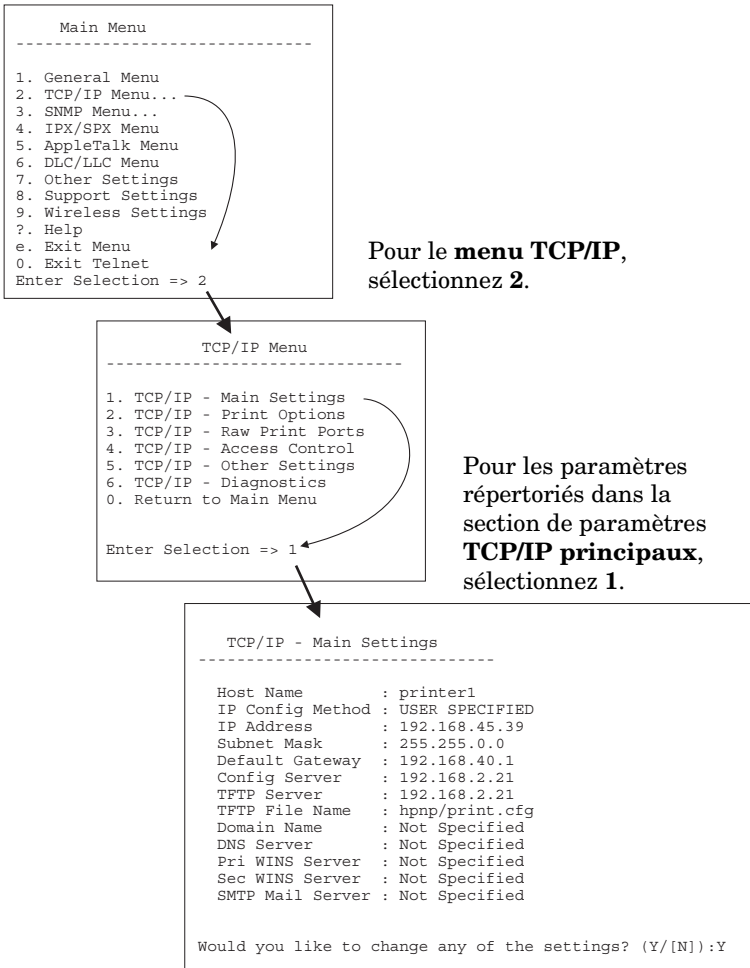 Main Menu
--------------------------------
1. General Menu
2. TCP/IP Menu...
3. SNMP Menu...
4. IPX/SPX Menu
5. AppleTalk Menu
6. DLC/LLC Menu
7. Other Settings
8. Support Settings
9. Wireless Settings
?. Help
e. Exit Menu
0. Exit Telnet
Enter Selection => 2
Pour le menu TCP/IP,
sélectionnez 2.
TCP/IP Menu
--------------------------------
1. TCP/IP - Main Settings
2. TCP/IP - Print Options
3. TCP/IP - Raw Print Ports
4. TCP/IP - Access Control
5. TCP/IP - Other Settings
6. TCP/IP - Diagnostics
0. Return to Main Menu
Enter Selection => 1
Pour les paramètres
répertoriés dans la
section de paramètres
TCP/IP principaux,
sélectionnez 1.
TCP/IP - Main Settings
--------------------------------
Host Name : printer1
IP Config Method : USER SPECIFIED
IP Address : 192.168.45.39
Subnet Mask : 255.255.0.0
Default Gateway : 192.168.40.1
Config Server : 192.168.2.21
TFTP Server : 192.168.2.21
TFTP File Name : hpnp/print.cfg
Domain Name : Not Specified
DNS Server : Not Specified
Pri WINS Server : Not Specified
Sec WINS Server : Not Specified
SMTP Mail Server : Not Specified
Would you like to change any of the settings? (Y/[N]):Y